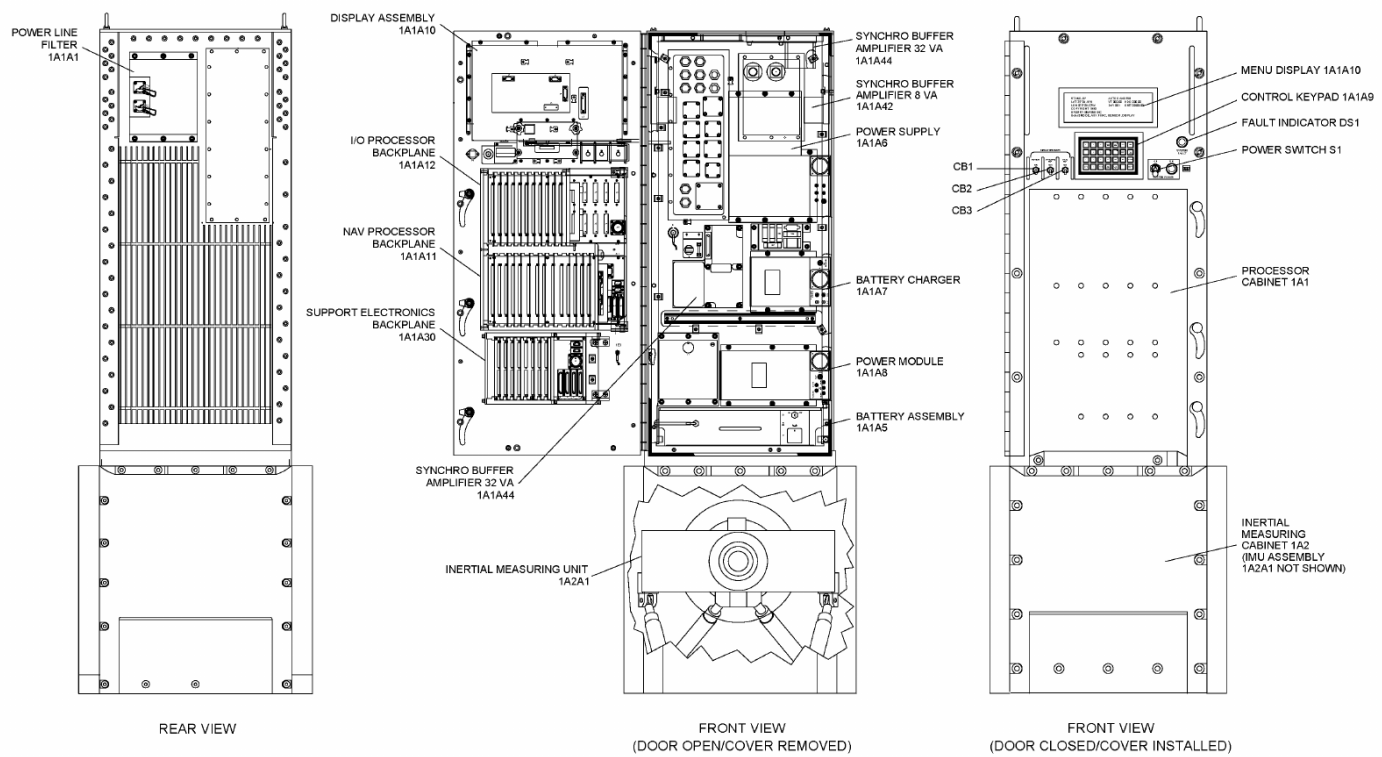 POWER LINE
FILTER
1A1A1
REAR VIEW
DISPLAY ASSEMBLY
1A1A10
I/O PROCESSOR
BACKPLANE
1A1A12
NAV PROCESSOR
BACKPLANE
1A1A11
SUPPORT ELECTRONICS
BACKPLANE
1A1A30
SYNCHRO BUFFER
AMPLIFIER 32 VA
1A1A44
INERTIAL MEASURING UNIT
1A2A1
SYNCHRO BUFFER
AMPLIFIER 32 VA
1A1A44
SYNCHRO BUFFER
AMPLIFIER 8 VA
1A1A42
POWER SUPPLY
1A1A6
BATTERY CHARGER
1A1A7
POWER MODULE
1A1A8
BATTERY ASSEMBLY
1A1A5
FRONT VIEW
(DOOR OPEN/COVER REMOVED)
CB1
CB2
CB3
MENU DISPLAY 1A1A10
CONTROL KEYPAD 1A1A9
FAULT INDICATOR DS1
POWER SWITCH S1
PROCESSOR
CABINET 1A1
INERTIAL
MEASURING
CABINET 1A2
(IMU ASSEMBLY
1A2A1 NOT SHOWN)
FRONT VIEW
(DOOR CLOSED/COVER INSTALLED)